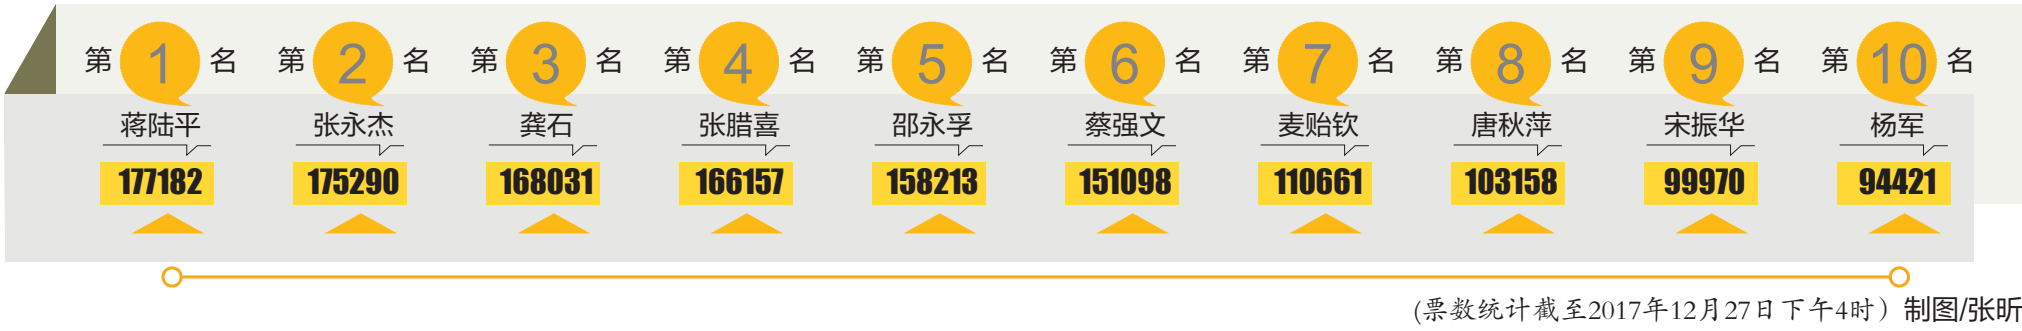 第1名 第2名 第3名 第4名 第5名 第6名 第7名 第8名 第9名 第10名
蒋陆平 张永杰 龚石 张腊喜 邵永孚 蔡强文 麦贻钦 唐秋萍 宋振华 杨军
177182 175290 168031 166157 158213 151098 110661 103158 99970 94421
(票数统计截至2017年12月27日下午4时）制图/张昕